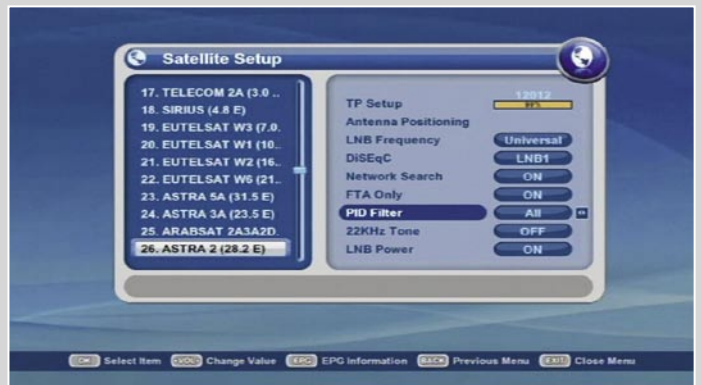 Satellite Setup
17. TELECOM 2A (3.0 ..
18. SIRIUS (4.8 E)
19. EUTELSAT W3 (7.0.
20. EUTELSAT W1 (10..
21. EUTELSAT W2 (16..
22. EUTELSAT W6 (21..
23. ASTRA 5A (31.5 E)
24. ASTRA 3A (23.5 E)
25. ARABSAT 2A3A2D.
26. ASTRA 2 (28.2 E)
TP Setup 12012
Antenna Positioning
LNB Frequency Universal
DiSEqC LNB1
Network Search ON
FTA Only ON
PID Filter All
22KHz Tone OFF
LNB Power ON
OK Select Item VOL Change Value EPG EPG Information BACK Previous Menu EXIT Close Menu